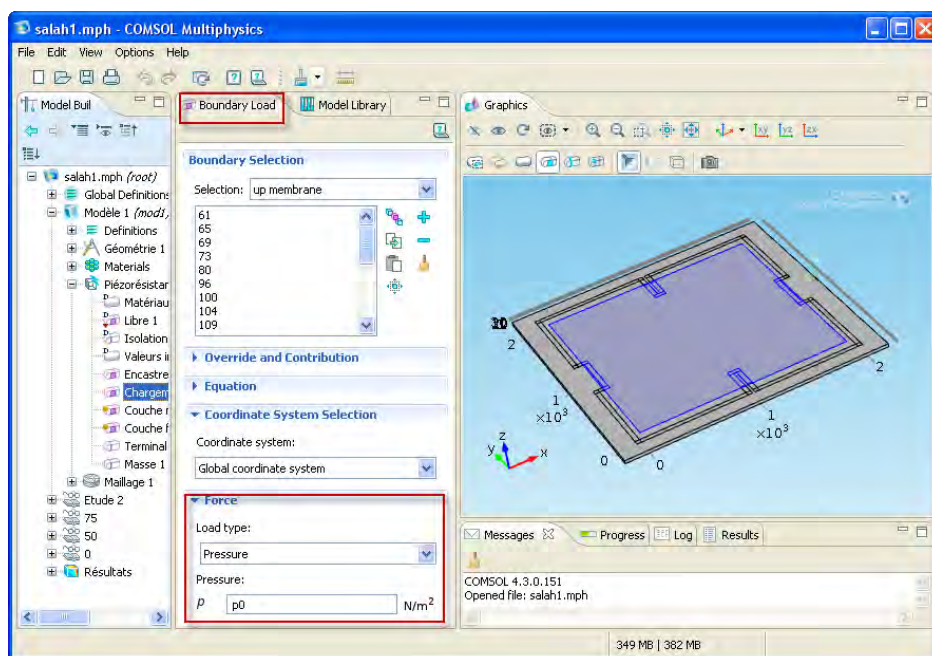 salah1.mph - COMSOL Multiphysics
File Edit View Options Help
Model Buil
Boundary Load
Model Library
Graphics
Boundary Selection
Selection: up membrane
61
65
69
73
80
96
100
104
109
Override and Contribution
Equation
Coordinate System Selection
Coordinate system:
Global coordinate system
Force
Load type:
Pressure
Pressure:
p p0 N/m²
salah1.mph (root)
Global Definitions
Modèle 1 (mod1,
Definitions
Géométrie 1
Materials
Piézorésistar
Matériau
Libre 1
Isolation
Valeurs i
Encastre
Chargem
Couche r
Couche f
Terminal
Masse 1
Maillage 1
Etude 2
75
50
0
Résultats
xy yz zx
2
1
×10³
0
0
1
×10³
2
z
y
x
Messages Progress Log Results
COMSOL 4.3.0.151
Opened file: salah1.mph
349 MB | 382 MB